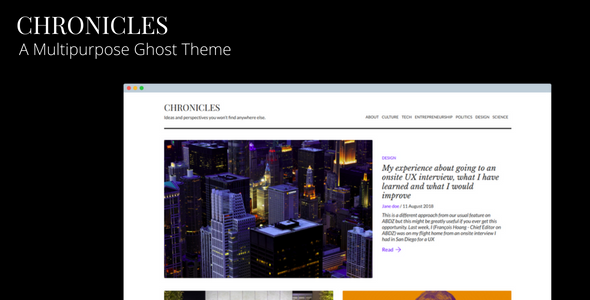 CHRONICLES
A Multipurpose Ghost Theme
CHRONICLES
Ideas and perspectives you won't find anywhere else.
ABOUT CULTURE TECH ENTREPRENEURSHIP POLITICS DESIGN SCIENCE
DESIGN
My experience about going to an
onsite UX interview, what I have
learned and what I would
improve
Jane doe / 11 August 2018
This is a different approach from our usual feature on
ABDZ but this might be greatly useful if you ever get this
opportunity. Last week, I (François Hoang - Chief Editor on
ABDZ) was on my flight home from an onsite interview I
had in San Diego for a UX
Read →